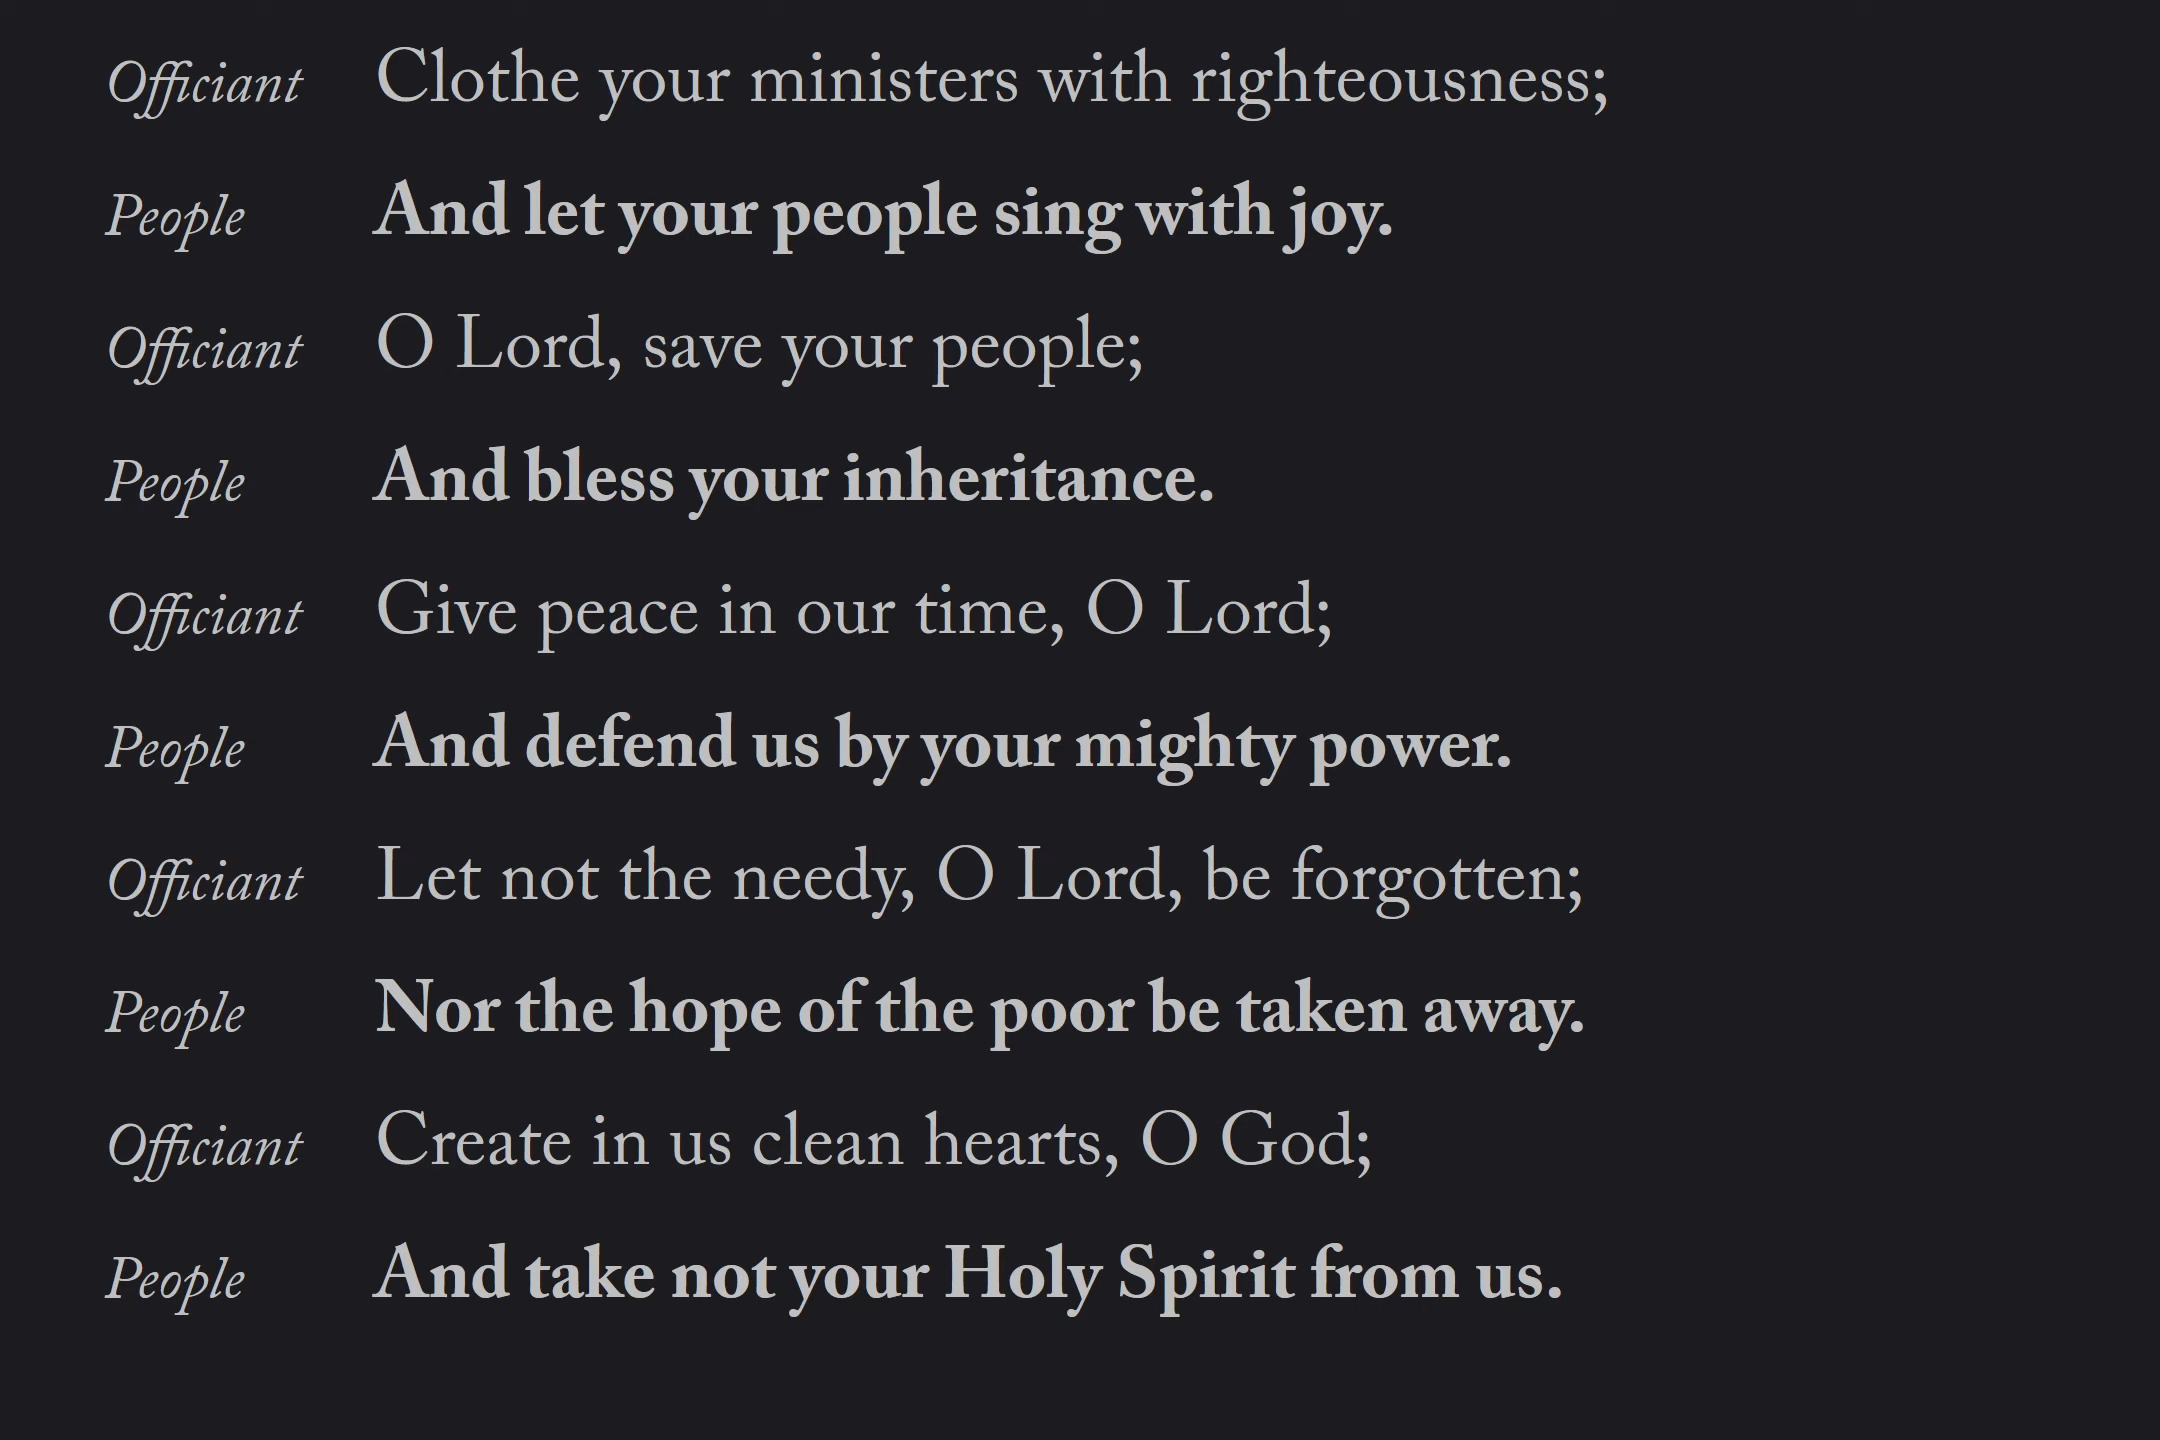 Officiant Clothe your ministers with righteousness;
People And let your people sing with joy.
Officiant O Lord, save your people;
People And bless your inheritance.
Officiant Give peace in our time, O Lord;
People And defend us by your mighty power.
Officiant Let not the needy, O Lord, be forgotten;
People Nor the hope of the poor be taken away.
Officiant Create in us clean hearts, O God;
People And take not your Holy Spirit from us.